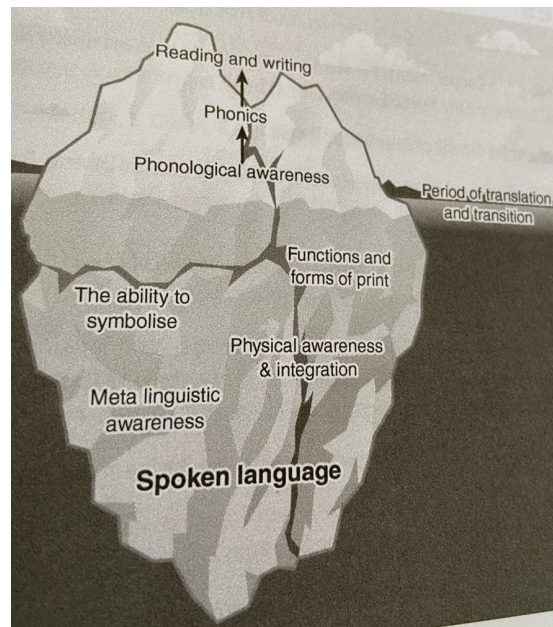 Reading and writing
Phonics
Phonological awareness
Period of translation
and transition
Functions and
forms of print
The ability to
symbolise
Physical awareness
& integration
Meta linguistic
awareness
Spoken language